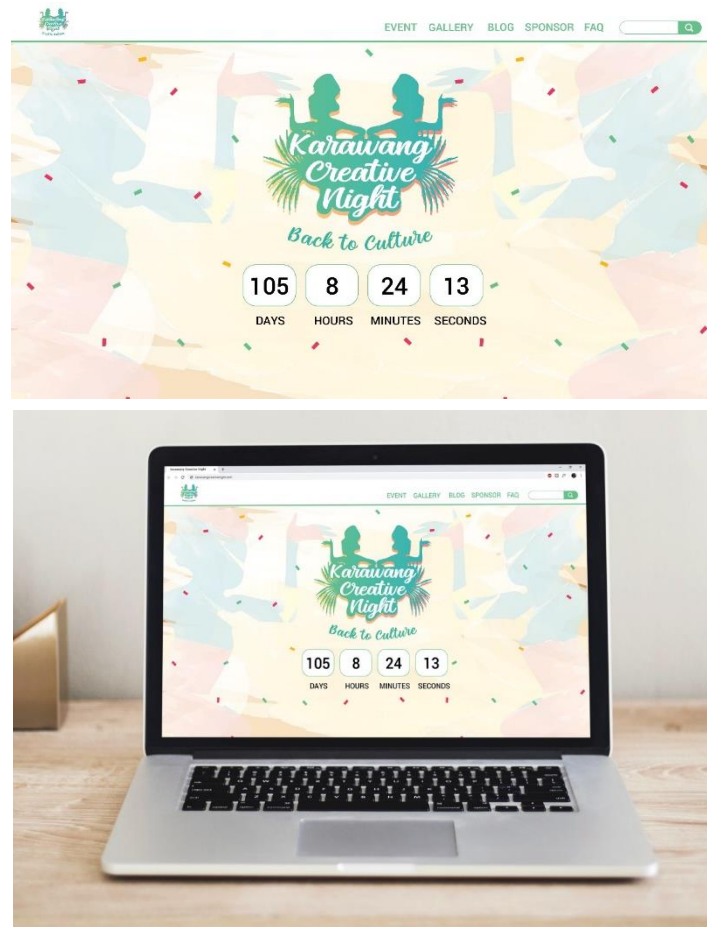 EVENT GALLERY BLOG SPONSOR FAQ
Karawang
Creative
Night
Back to Culture
105 8 24 13
DAYS HOURS MINUTES SECONDS
EVENT GALLERY BLOG SPONSOR FAQ
Karawang
Creative
Night
Back to Culture
105 8 24 13
DAYS HOURS MINUTES SECONDS